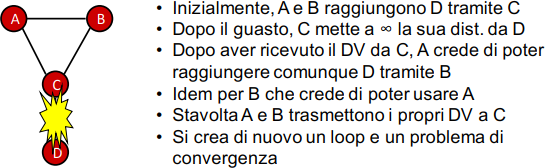 A
B
C
D
• Inizialmente, A e B raggiungono D tramite C
• Dopo il guasto, C mette a ∞ la sua dist. da D
• Dopo aver ricevuto il DV da C, A crede di poter
raggiungere comunque D tramite B
• Idem per B che crede di poter usare A
• Stavolta A e B trasmettono i propri DV a C
• Si crea di nuovo un loop e un problema di
convergenza